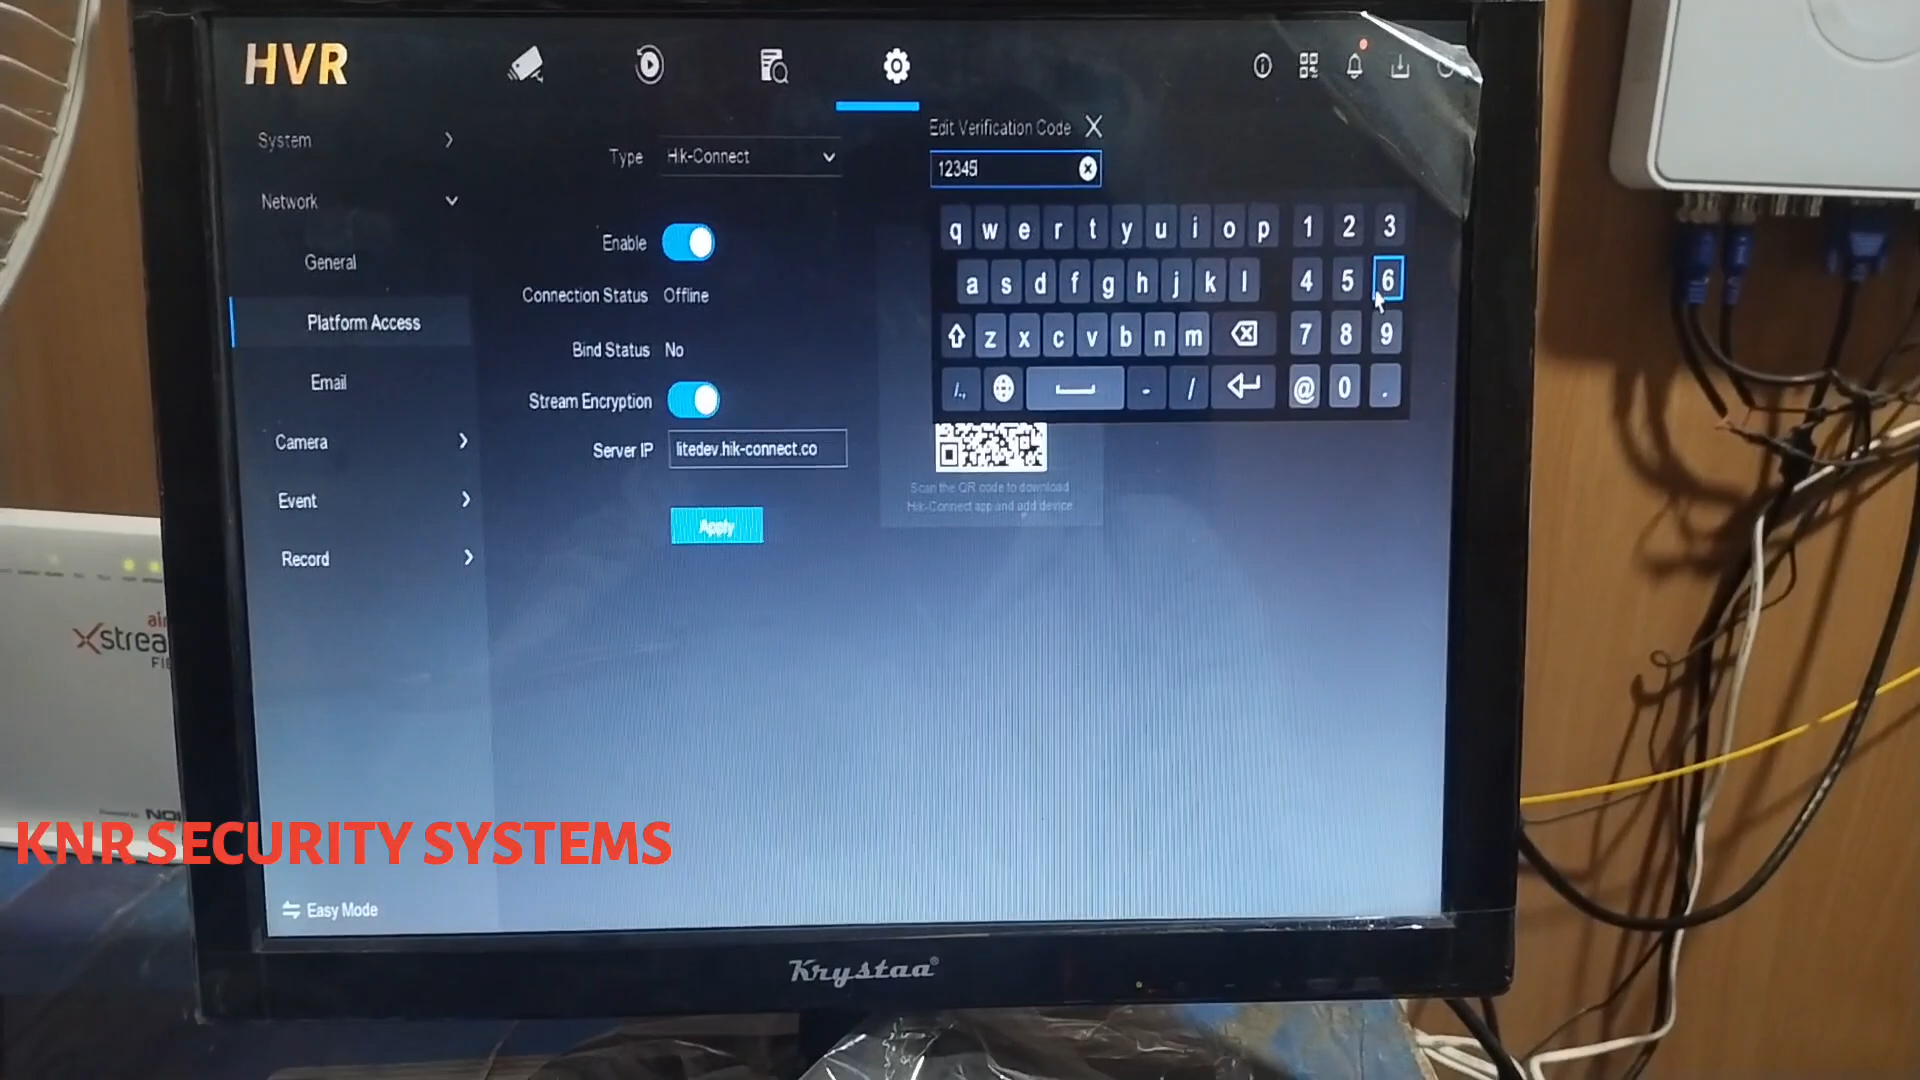 HVR
System
Network
General
Platform Access
Email
Camera
Event
Record
Easy Mode
Type Hik-Connect
Enable
Connection Status Offline
Bind Status No
Stream Encryption
Server IP litedev.hik-connect.co
Apply
Edit Verification Code
12345
q w e r t y u i o p 1 2 3
a s d f g h j k l 4 5 6
z x c v b n m 7 8 9
/., - / @ 0 .
Scan the QR code to download
Hik-Connect app and add device
Xstrea
KNR SECURITY SYSTEMS
Krystaa